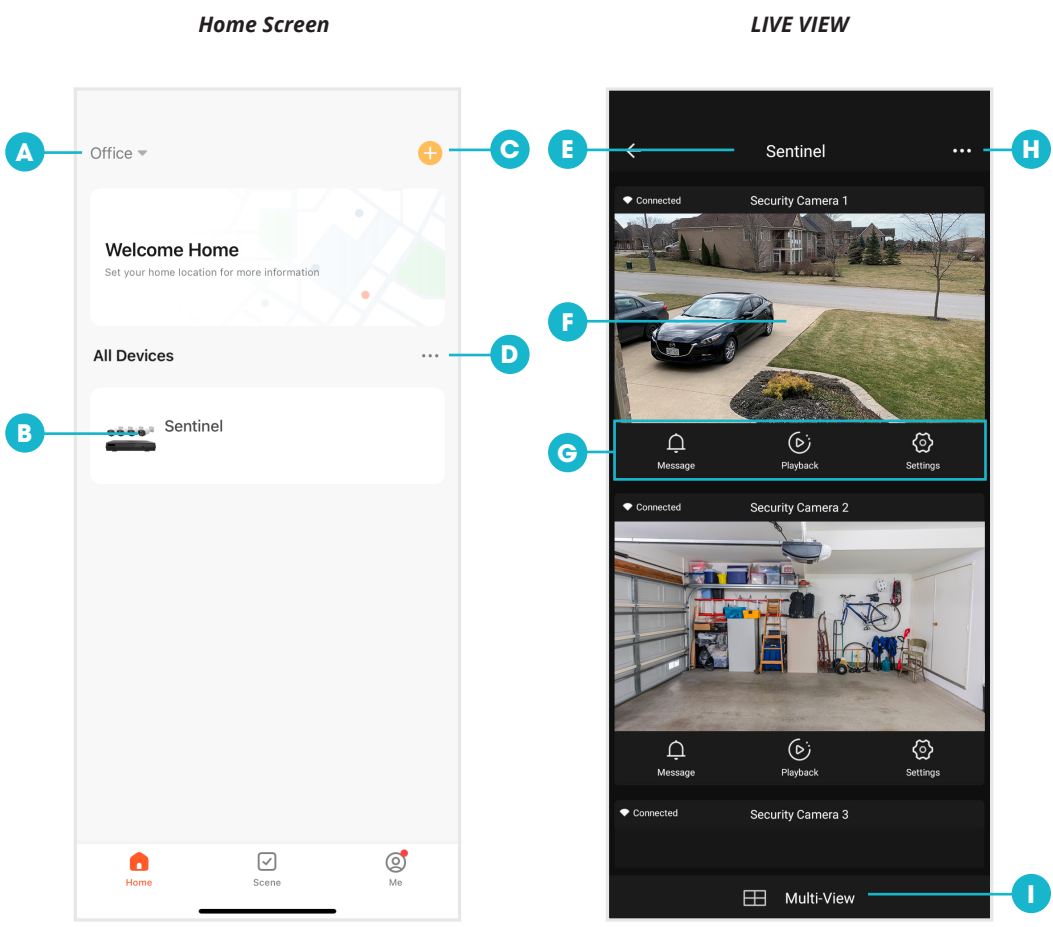 Home Screen
LIVE VIEW
A
Office
C
E
Sentinel
H
Connected
Security Camera 1
Welcome Home
Set your home location for more information
F
All Devices
D
B
Sentinel
G
Message
Playback
Settings
Connected
Security Camera 2
Message
Playback
Settings
Connected
Security Camera 3
Home
Scene
Me
Multi-View
I